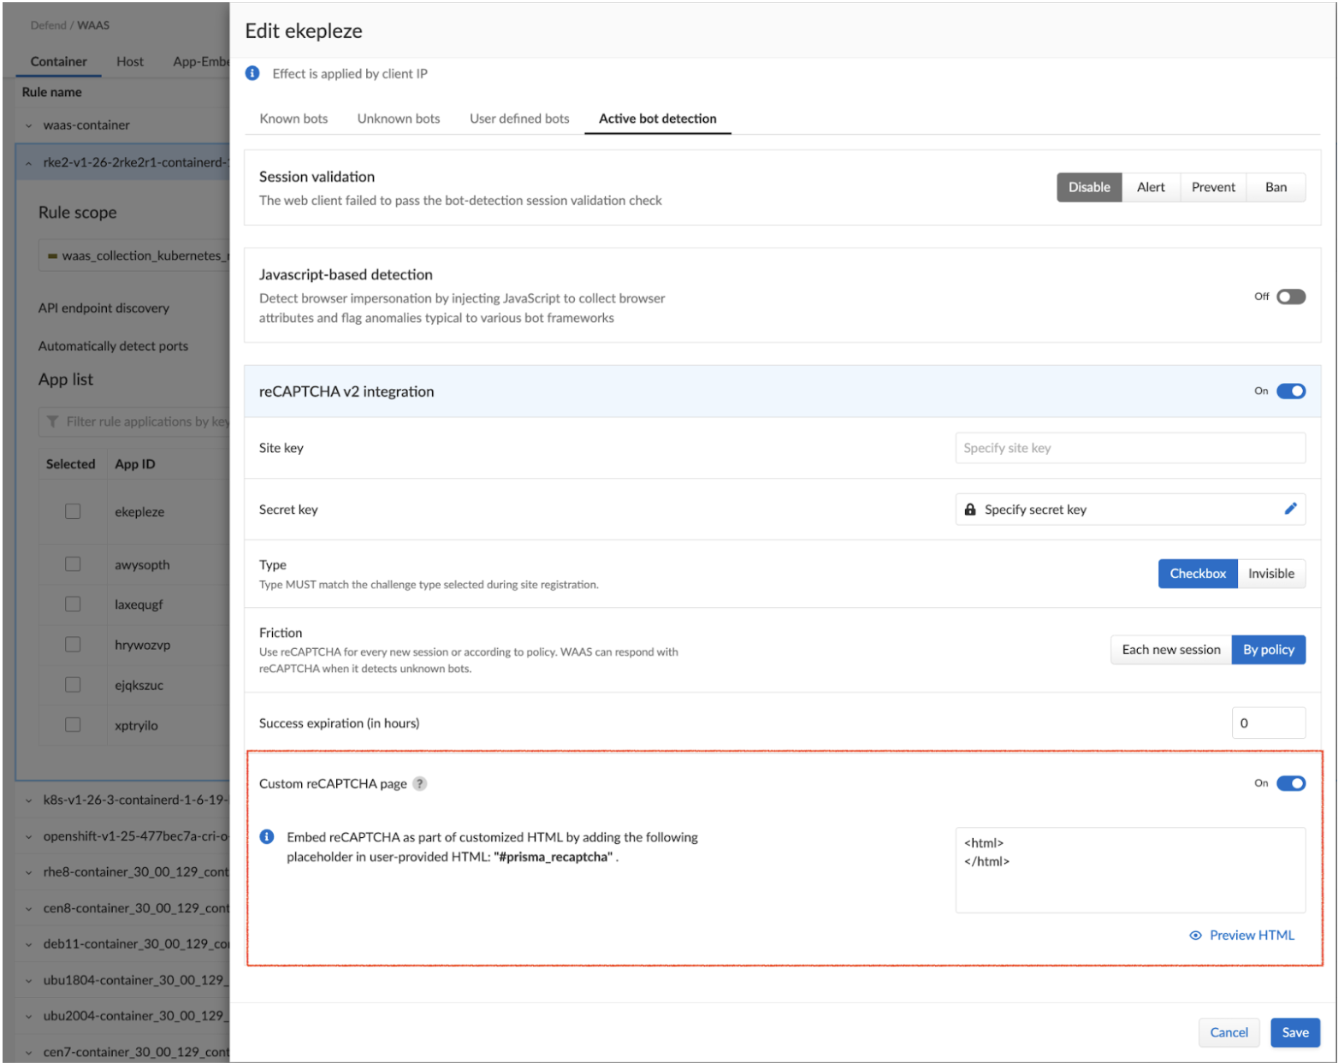 Defend / WAAS
Container Host App-Embe
Rule name
waas-container
rke2-v1-26-2rke2r1-containerd-1
Rule scope
waas_collection_kubernetes_r
API endpoint discovery
Automatically detect ports
App list
Filter rule applications by key
Selected App ID
ekepleze
awysopth
laxequgf
hrywozvp
ejqkszuc
xptryilo
k8s-v1-26-3-containerd-1-6-19-
openshift-v1-25-477bec7a-cri-o-
rhe8-container_30_00_129_cont
cen8-container_30_00_129_cont
deb11-container_30_00_129_co
ubu1804-container_30_00_129_
ubu2004-container_30_00_129_
cen7-container_30_00_129_cont
Edit ekepleze
Effect is applied by client IP
Known bots Unknown bots User defined bots Active bot detection
Session validation
The web client failed to pass the bot-detection session validation check
Disable Alert Prevent Ban
Javascript-based detection
Detect browser impersonation by injecting JavaScript to collect browser
attributes and flag anomalies typical to various bot frameworks
Off
reCAPTCHA v2 integration
On
Site key
Specify site key
Secret key
Specify secret key
Type
Type MUST match the challenge type selected during site registration.
Checkbox Invisible
Friction
Use reCAPTCHA for every new session or according to policy. WAAS can respond with
reCAPTCHA when it detects unknown bots.
Each new session By policy
Success expiration (in hours)
0
Custom reCAPTCHA page ?
On
Embed reCAPTCHA as part of customized HTML by adding the following
placeholder in user-provided HTML: "#prisma_recaptcha" .
<html>
</html>
Preview HTML
Cancel Save